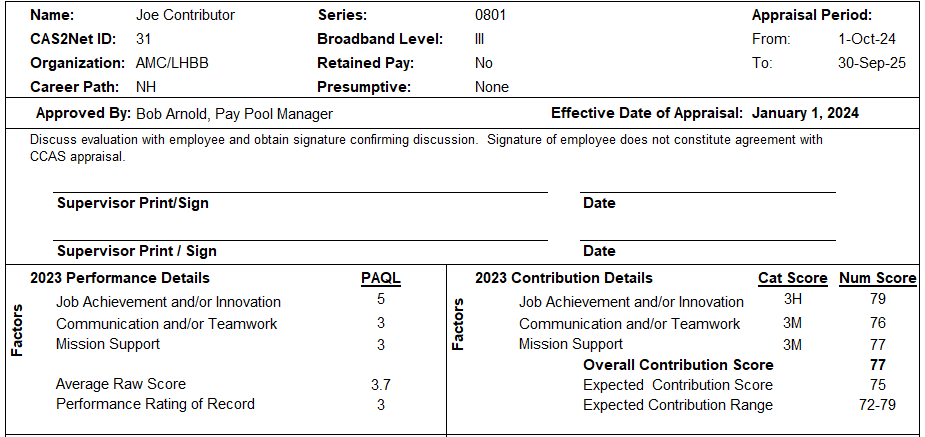 Name: Joe Contributor Series: 0801 Appraisal Period:
CAS2Net ID: 31 Broadband Level: III From: 1-Oct-24
Organization: AMC/LHBB Retained Pay: No To: 30-Sep-25
Career Path: NH Presumptive: None
Approved By: Bob Arnold, Pay Pool Manager Effective Date of Appraisal: January 1, 2024
Discuss evaluation with employee and obtain signature confirming discussion. Signature of employee does not constitute agreement with
CCAS appraisal.
Supervisor Print/Sign Date
Supervisor Print / Sign Date
2023 Performance Details PAQL 2023 Contribution Details Cat Score Num Score
Factors Job Achievement and/or Innovation 5 Factors Job Achievement and/or Innovation 3H 79
Communication and/or Teamwork 3 Communication and/or Teamwork 3M 76
Mission Support 3 Mission Support 3M 77
Overall Contribution Score 77
Average Raw Score 3.7 Expected Contribution Score 75
Performance Rating of Record 3 Expected Contribution Range 72-79